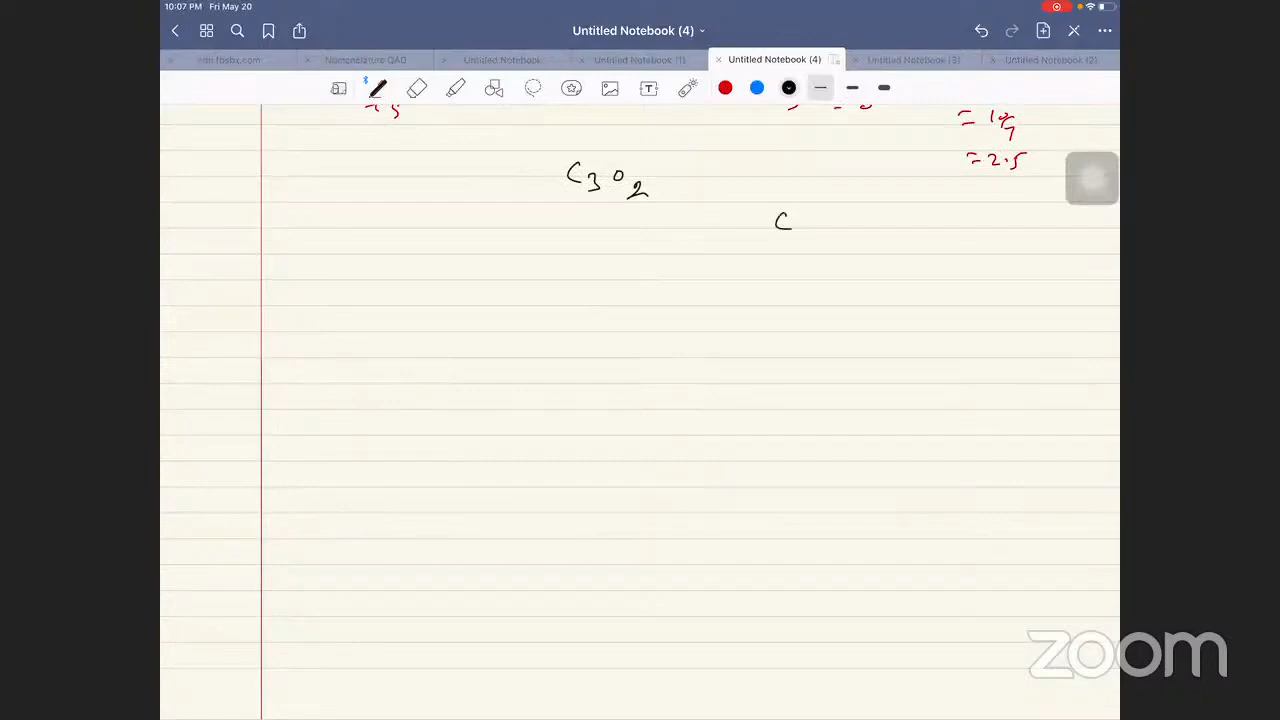 10:07 PM Fri May 20
Untitled Notebook (4)
Nomenclature QAD
Untitled Notebook
Untitled Notebook (1)
Untitled Notebook (4)
Untitled Notebook (3)
Untitled Notebook (2)
= 2.5
C3O2
C
zoom